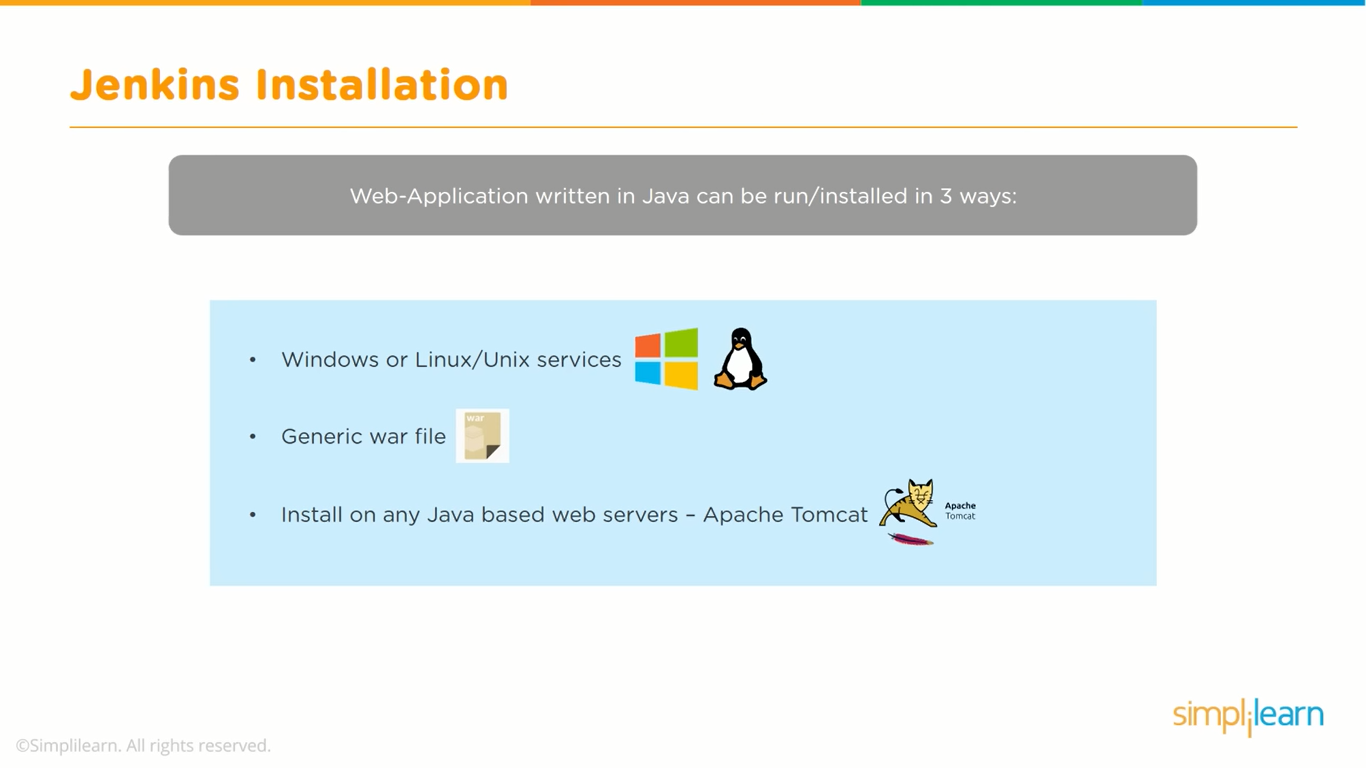 Jenkins Installation
Web-Application written in Java can be run/installed in 3 ways:
• Windows or Linux/Unix services
• Generic war file
war
• Install on any Java based web servers – Apache Tomcat
Apache
Tomcat
simplilearn
©Simplilearn. All rights reserved.